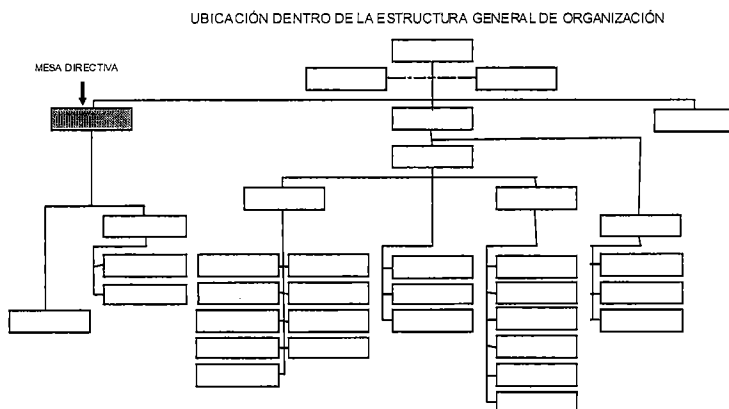 UBICACIÓN DENTRO DE LA ESTRUCTURA GENERAL DE ORGANIZACIÓN
MESA DIRECTIVA